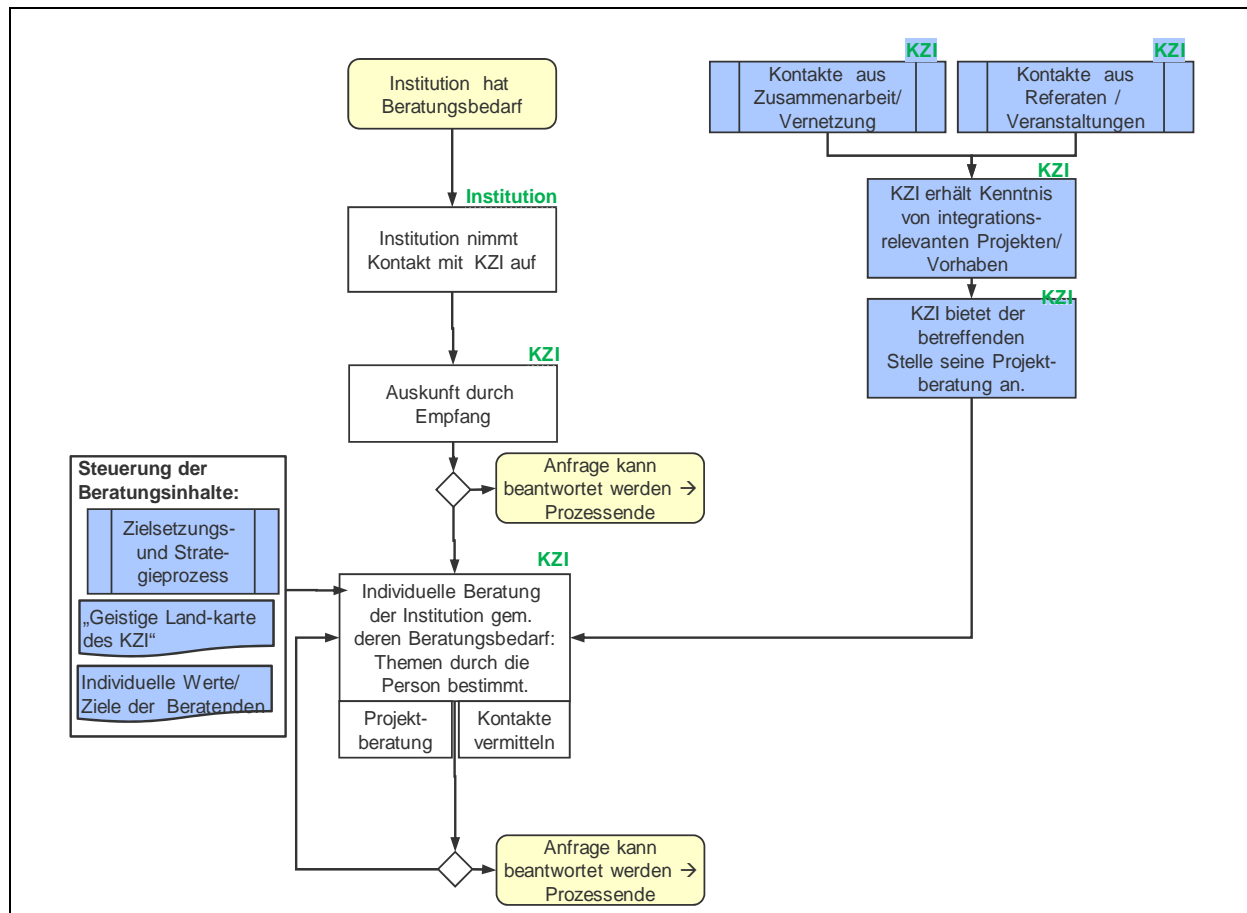 Institution hat
Beratungsbedarf
Institution
Institution nimmt
Kontakt mit KZI auf
KZI
Auskunft durch
Empfang
Anfrage kann
beantwortet werden →
Prozessende
KZI
Kontakte aus
Zusammenarbeit/
Vernetzung
KZI
Kontakte aus
Referaten /
Veranstaltungen
KZI
KZI erhält Kenntnis
von integrations-
relevanten Projekten/
Vorhaben
KZI
KZI bietet der
betreffenden
Stelle seine Projekt-
beratung an.
Steuerung der
Beratungsinhalte:
Zielsetzungs-
und Strate-
gieprozess
„Geistige Land-karte
des KZI“
Individuelle Werte/
Ziele der Beratenden
KZI
Individuelle Beratung
der Institution gem.
deren Beratungsbedarf:
Themen durch die
Person bestimmt.
Projekt-
beratung
Kontakte
vermitteln
Anfrage kann
beantwortet werden →
Prozessende